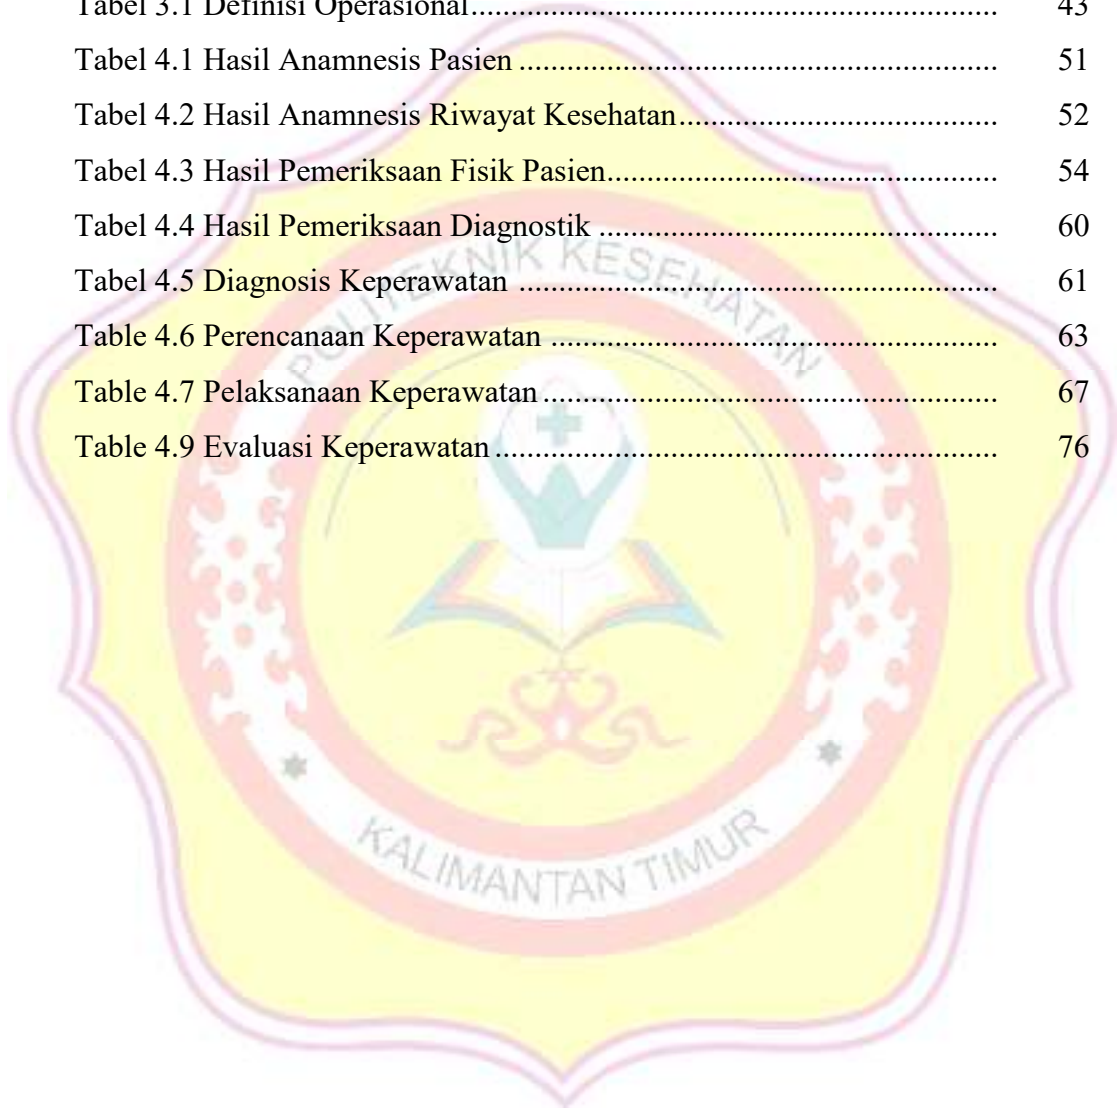 Tabel 3.1 Definisi Operasional.................................................................... 43
Tabel 4.1 Hasil Anamnesis Pasien .............................................................. 51
Tabel 4.2 Hasil Anamnesis Riwayat Kesehatan......................................... 52
Tabel 4.3 Hasil Pemeriksaan Fisik Pasien.................................................. 54
Tabel 4.4 Hasil Pemeriksaan Diagnostik .................................................... 60
Tabel 4.5 Diagnosis Keperawatan .............................................................. 61
Table 4.6 Perencanaan Keperawatan .......................................................... 63
Table 4.7 Pelaksanaan Keperawatan........................................................... 67
Table 4.9 Evaluasi Keperawatan................................................................. 76
POLITEKNIK KESEHATAN
KALIMANTAN TIMUR